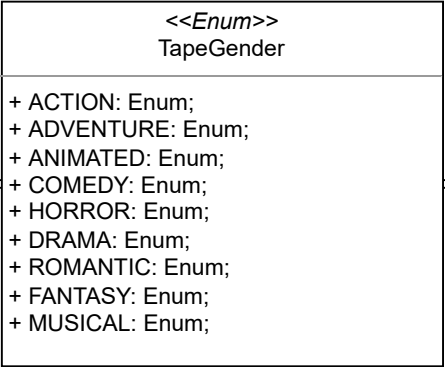 <<Enum>>
TapeGender
+ ACTION: Enum;
+ ADVENTURE: Enum;
+ ANIMATED: Enum;
+ COMEDY: Enum;
+ HORROR: Enum;
+ DRAMA: Enum;
+ ROMANTIC: Enum;
+ FANTASY: Enum;
+ MUSICAL: Enum;